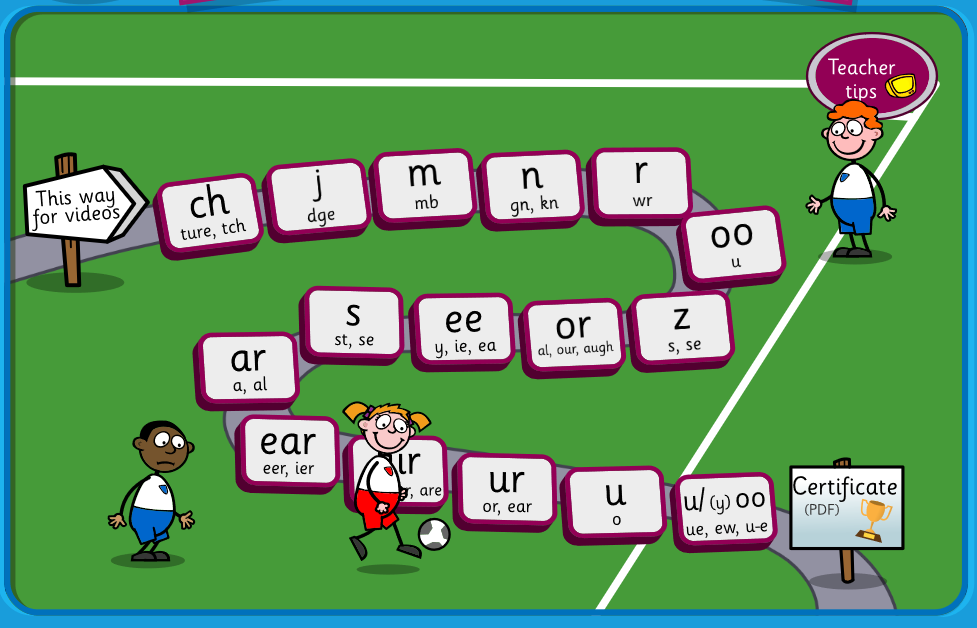 Teacher
tips
This way
for videos
ch
ture, tch
j
dge
m
mb
n
gn, kn
r
wr
oo
u
z
s, se
or
al, our, augh
ee
y, ie, ea
s
st, se
ar
a, al
ear
eer, ier
are
ur
or, ear
u
o
u/ (y) oo
ue, ew, u-e
Certificate
(PDF)